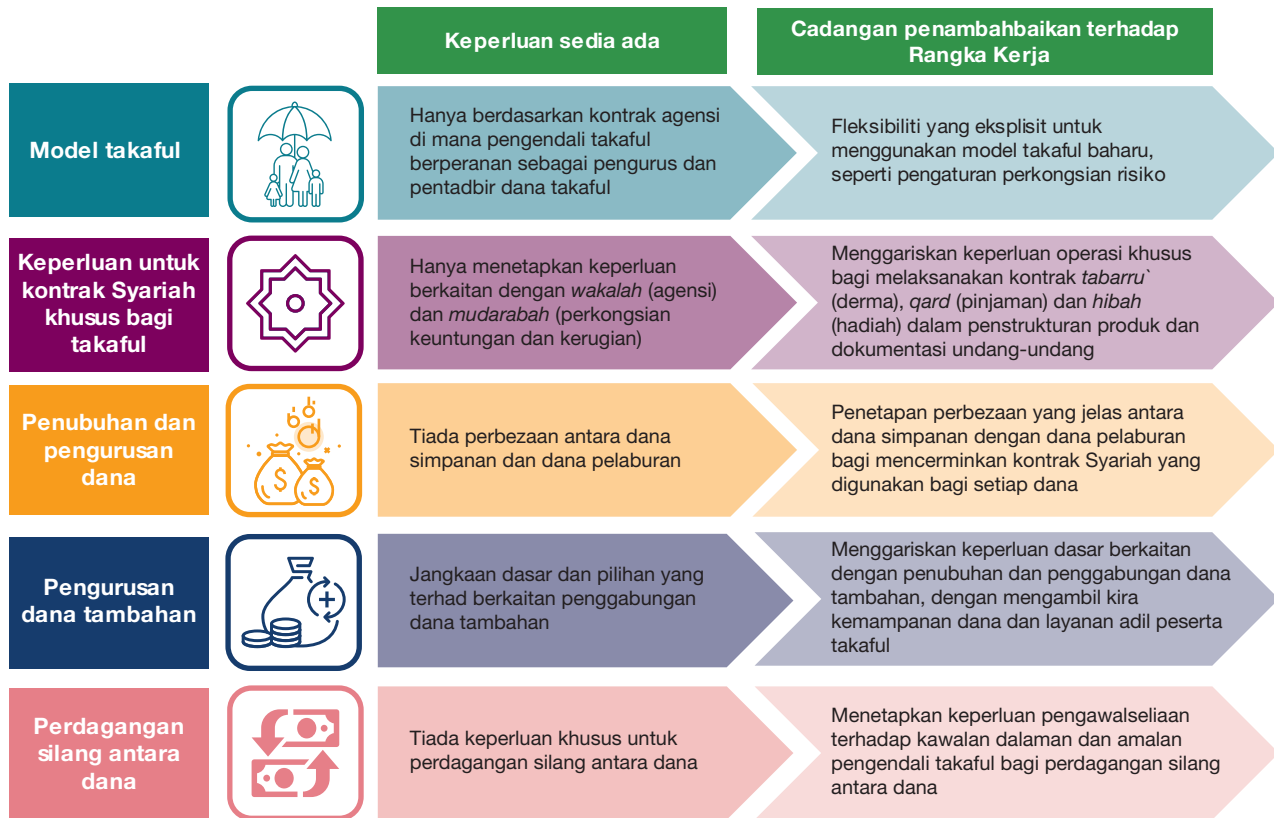 Keperluan sedia ada
Cadangan penambahbaikan terhadap
Rangka Kerja
Model takaful
Hanya berdasarkan kontrak agensi
di mana pengendali takaful
berperanan sebagai pengurus dan
pentadbir dana takaful
Fleksibiliti yang eksplisit untuk
menggunakan model takaful baharu,
seperti pengaturan perkongsian risiko
Keperluan untuk
kontrak Syariah
khusus bagi
takaful
Hanya menetapkan keperluan
berkaitan dengan wakalah (agensi)
dan mudarabah (perkongsian
keuntungan dan kerugian)
Menggariskan keperluan operasi khusus
bagi melaksanakan kontrak tabarru`
(derma), qard (pinjaman) dan hibah
(hadiah) dalam penstrukturan produk dan
dokumentasi undang-undang
Penubuhan dan
pengurusan
dana
$
$
Tiada perbezaan antara dana
simpanan dan dana pelaburan
Penetapan perbezaan yang jelas antara
dana simpanan dengan dana pelaburan
bagi mencerminkan kontrak Syariah yang
digunakan bagi setiap dana
Pengurusan
dana tambahan
Jangkaan dasar dan pilihan yang
terhad berkaitan penggabungan
dana tambahan
Menggariskan keperluan dasar berkaitan
dengan penubuhan dan penggabungan dana
tambahan, dengan mengambil kira
kemampanan dana dan layanan adil peserta
takaful
Perdagangan
silang antara
dana
Tiada keperluan khusus untuk
perdagangan silang antara dana
Menetapkan keperluan pengawalseliaan
terhadap kawalan dalaman dan amalan
pengendali takaful bagi perdagangan silang
antara dana